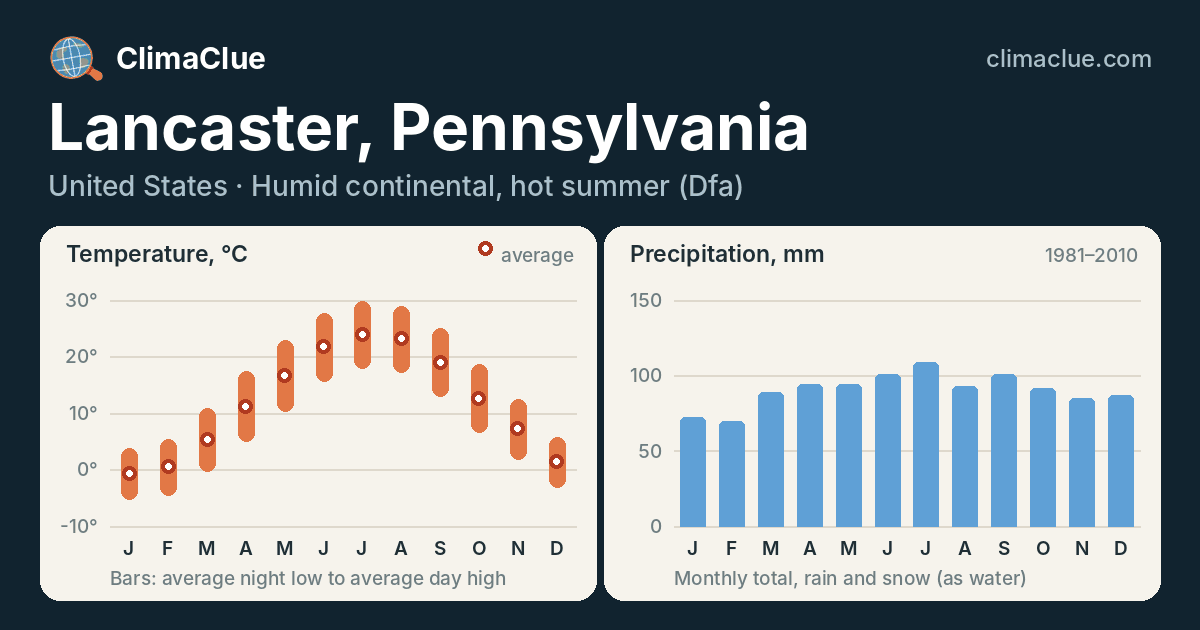 ClimaClue
climaclue.com
Lancaster, Pennsylvania
United States · Humid continental, hot summer (Dfa)
Temperature, °C
average
30°
20°
10°
0°
-10°
J F M A M J J A S O N D
Bars: average night low to average day high
Precipitation, mm
1981–2010
150
100
50
0
J F M A M J J A S O N D
Monthly total, rain and snow (as water)